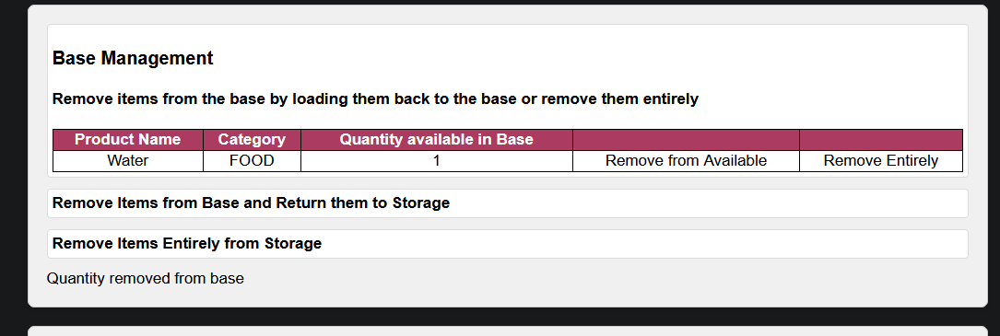 Base Management
Remove items from the base by loading them back to the base or remove them entirely
Product Name Category Quantity available in Base
Water FOOD 1 Remove from Available Remove Entirely
Remove Items from Base and Return them to Storage
Remove Items Entirely from Storage
Quantity removed from base